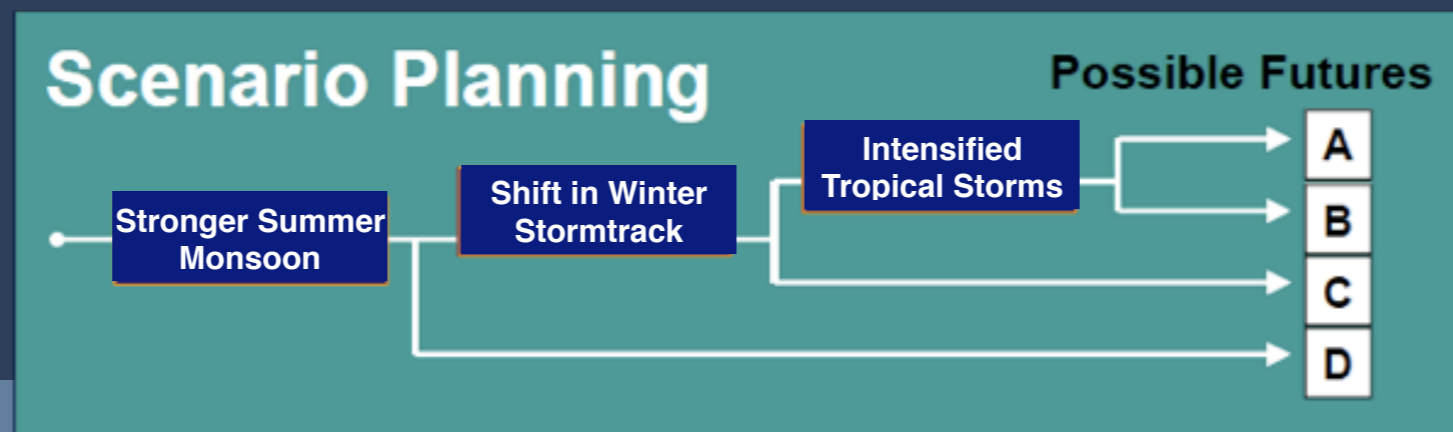 Scenario Planning
Possible Futures
Stronger Summer
Monsoon
Shift in Winter
Stormtrack
Intensified
Tropical Storms
A
B
C
D